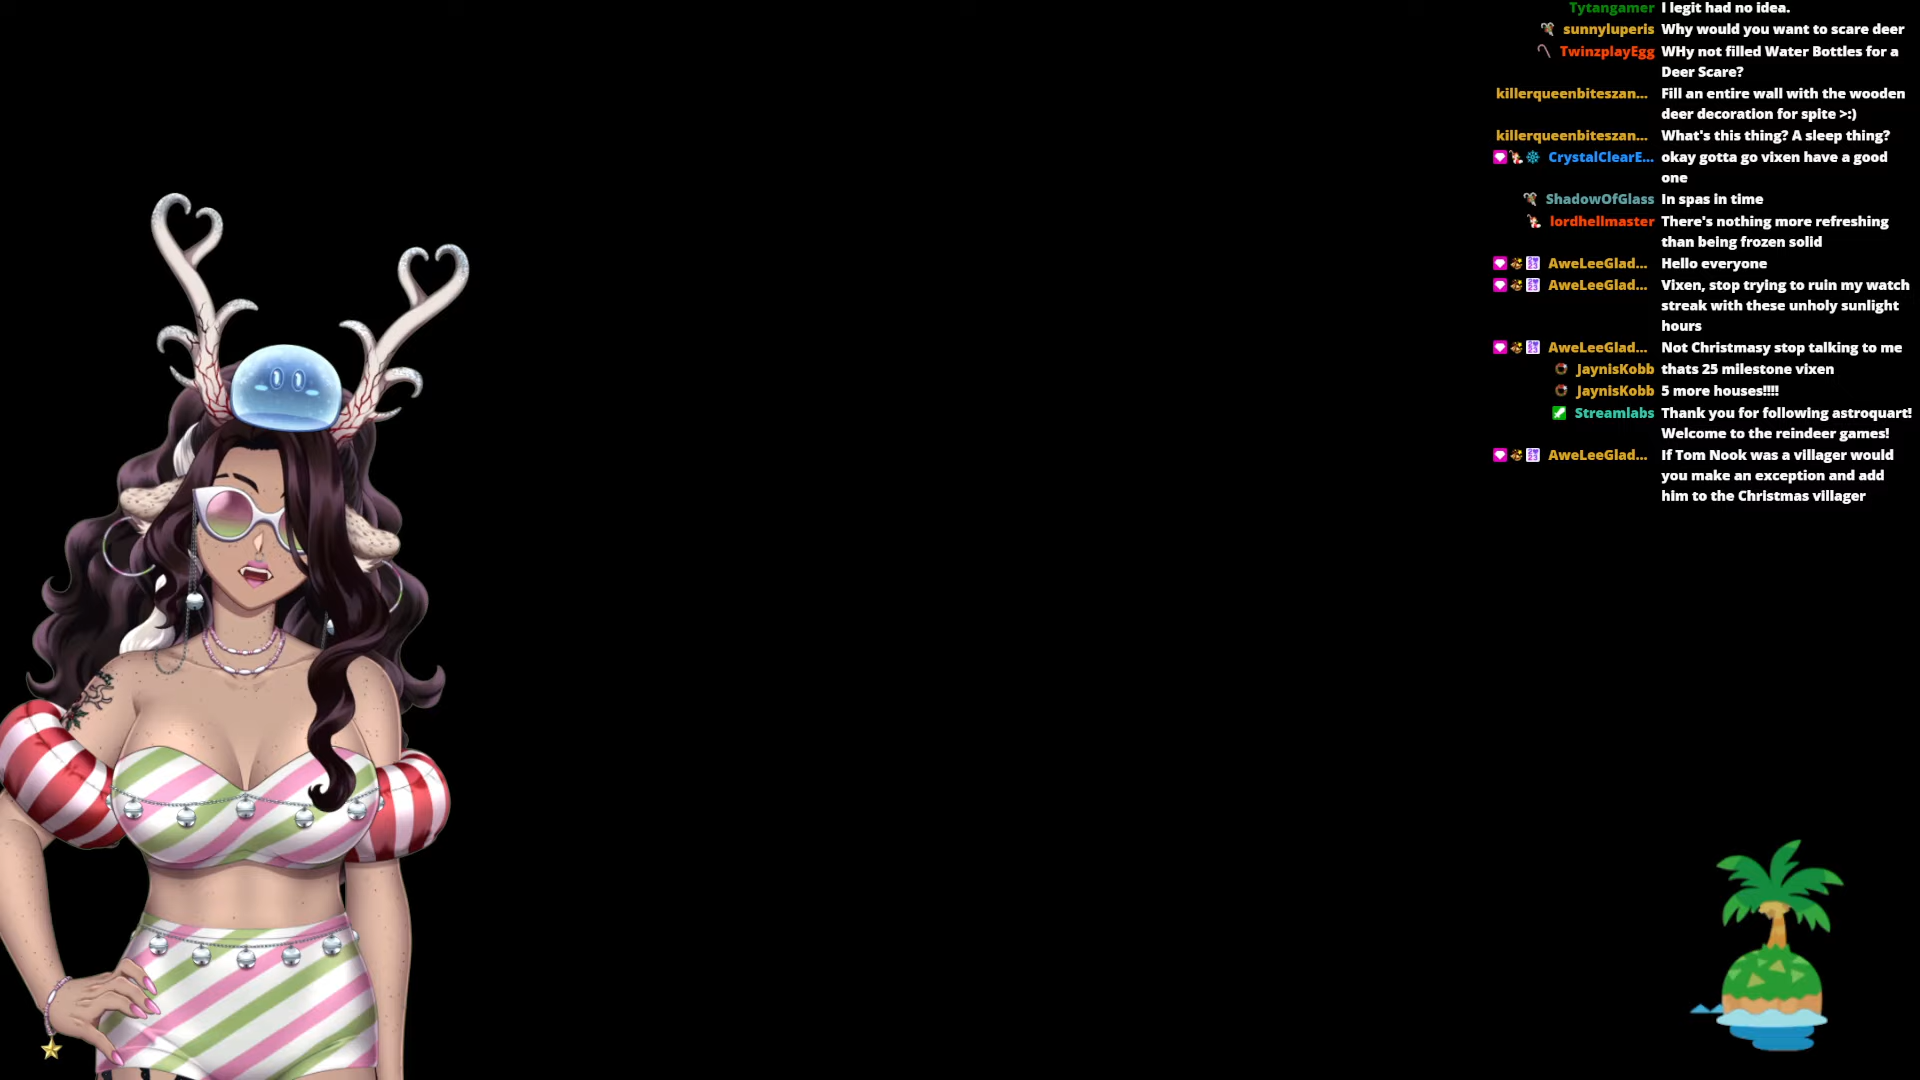 Tytangamer I legit had no idea.
sunnyluperis Why would you want to scare deer
TwinzplayEgg WHy not filled Water Bottles for a
Deer Scare?
killerqueenbiteszan... Fill an entire wall with the wooden
deer decoration for spite >:)
killerqueenbiteszan... What's this thing? A sleep thing?
CrystalClearE... okay gotta go vixen have a good
one
ShadowOfGlass In spas in time
lordhellmaster There's nothing more refreshing
than being frozen solid
AweLeeGlad... Hello everyone
AweLeeGlad... Vixen, stop trying to ruin my watch
streak with these unholy sunlight
hours
AweLeeGlad... Not Christmasy stop talking to me
JaynisKobb thats 25 milestone vixen
JaynisKobb 5 more houses!!!!
Streamlabs Thank you for following astroquart!
Welcome to the reindeer games!
AweLeeGlad... If Tom Nook was a villager would
you make an exception and add
him to the Christmas villager